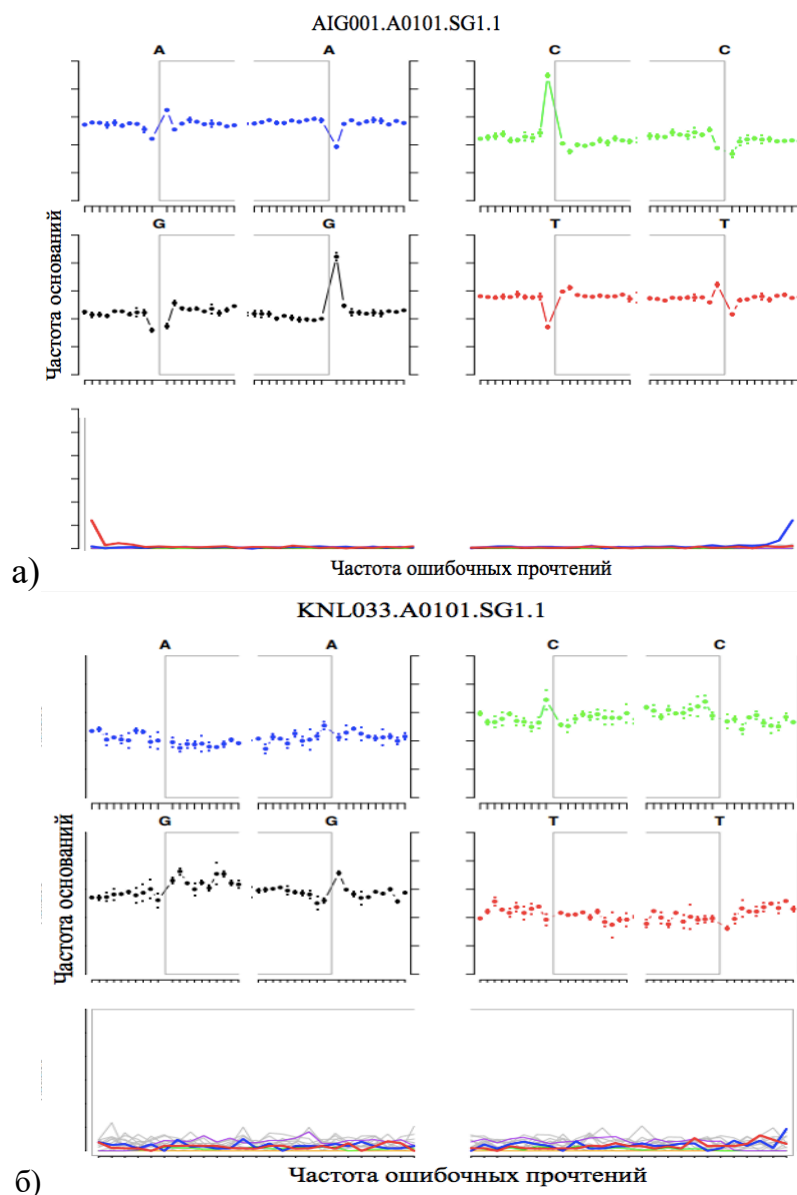 AIG001.A0101.SG1.1
A A C C
G G T T
Частота оснований
а)
Частота ошибочных прочтений
KNL033.A0101.SG1.1
A A C C
G G T T
Частота оснований
б)
Частота ошибочных прочтений